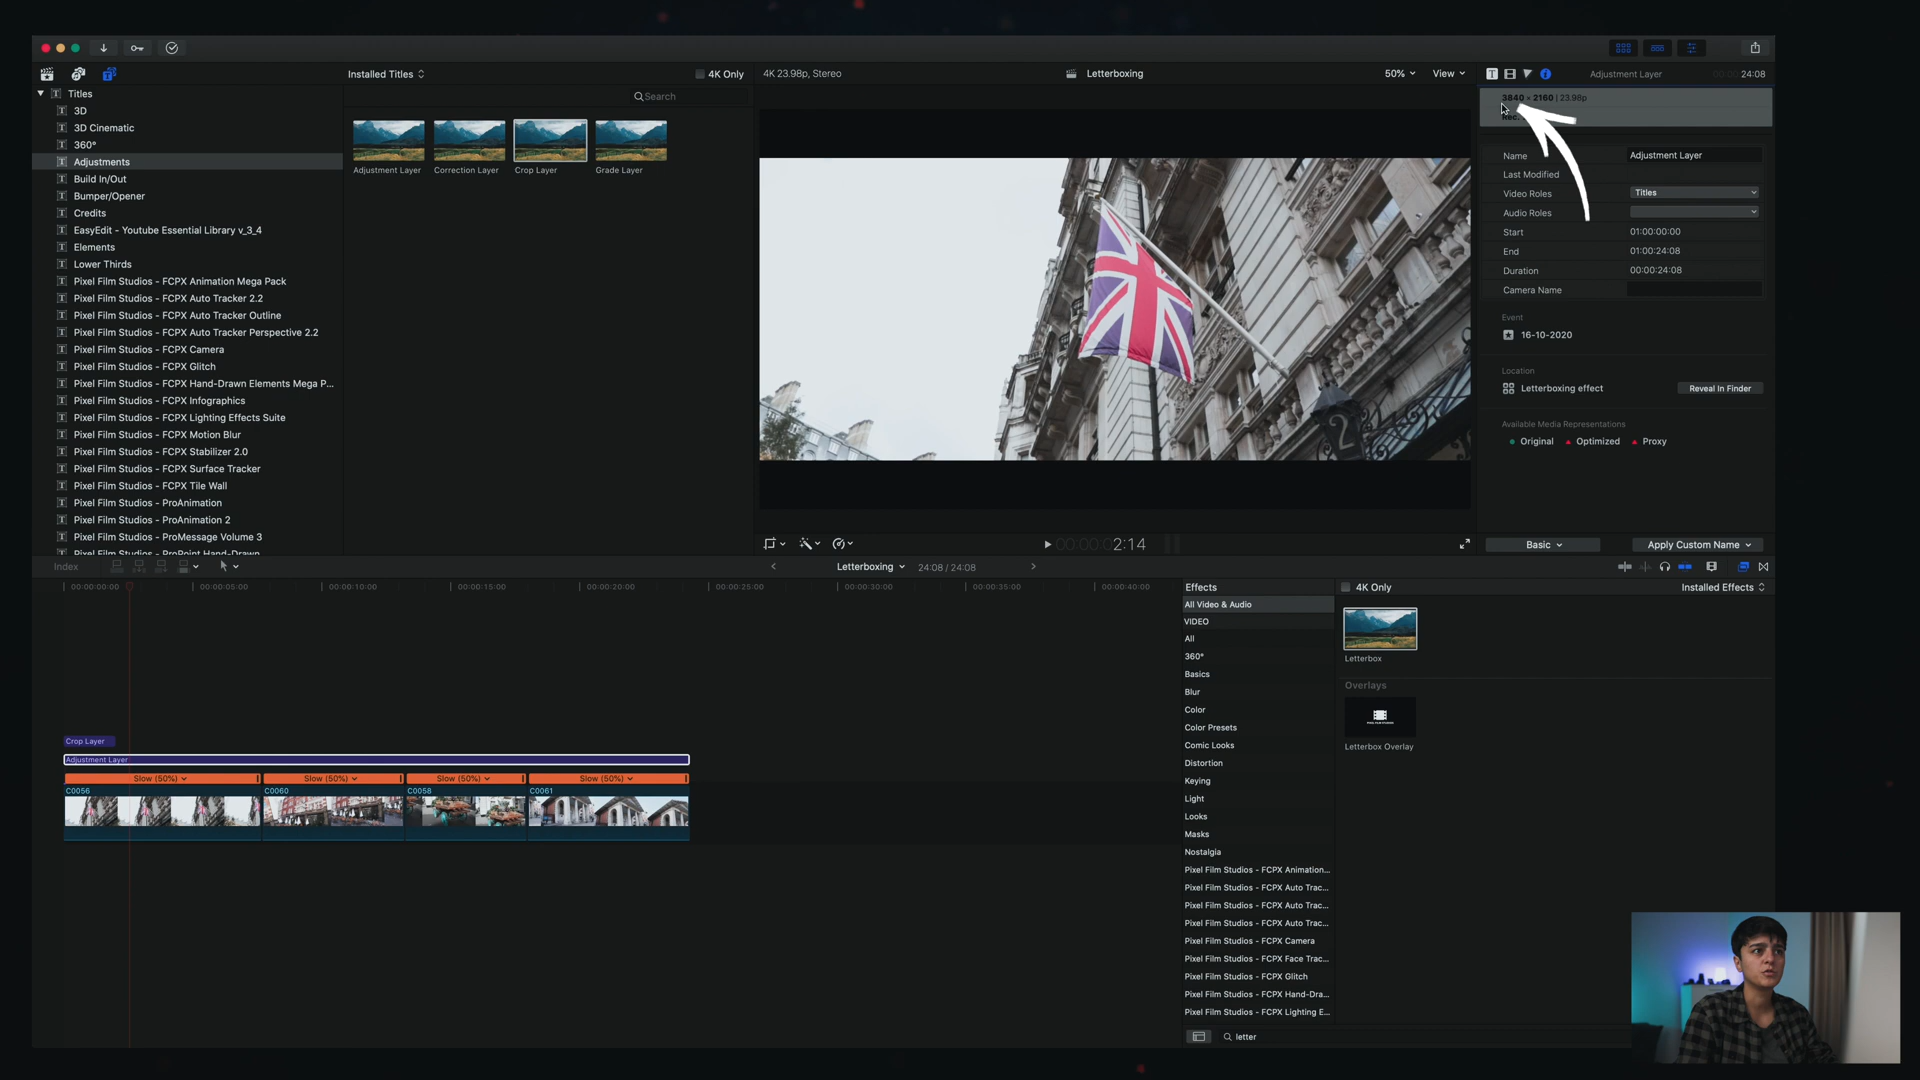 Installed Titles
4K Only
4K 23.98p, Stereo
Letterboxing
50%
View
Adjustment Layer
24:08
Titles
3D
3D Cinematic
360°
Adjustments
Build In/Out
Bumper/Opener
Credits
EasyEdit - Youtube Essential Library v_3_4
Elements
Lower Thirds
Pixel Film Studios - FCPX Animation Mega Pack
Pixel Film Studios - FCPX Auto Tracker 2.2
Pixel Film Studios - FCPX Auto Tracker Outline
Pixel Film Studios - FCPX Auto Tracker Perspective 2.2
Pixel Film Studios - FCPX Camera
Pixel Film Studios - FCPX Glitch
Pixel Film Studios - FCPX Hand-Drawn Elements Mega P...
Pixel Film Studios - FCPX Infographics
Pixel Film Studios - FCPX Lighting Effects Suite
Pixel Film Studios - FCPX Motion Blur
Pixel Film Studios - FCPX Stabilizer 2.0
Pixel Film Studios - FCPX Surface Tracker
Pixel Film Studios - FCPX Tile Wall
Pixel Film Studios - ProAnimation
Pixel Film Studios - ProAnimation 2
Pixel Film Studios - ProMessage Volume 3
Pixel Film Studios - ProPoint Hand-Drawn
Search
Adjustment Layer
Correction Layer
Crop Layer
Grade Layer
2
00:00:00:02:14
3840 × 2160 | 23.98p
Rec.
Name Adjustment Layer
Last Modified
Video Roles Titles
Audio Roles
Start 01:00:00:00
End 01:00:24:08
Duration 00:00:24:08
Camera Name
Event
16-10-2020
Location
Letterboxing effect Reveal In Finder
Available Media Representations
Original Optimized Proxy
Basic
Apply Custom Name
Index
Letterboxing
24:08 / 24:08
00:00:00:00
00:00:05:00
00:00:10:00
00:00:15:00
00:00:20:00
00:00:25:00
00:00:30:00
00:00:35:00
00:00:40:00
Crop Layer
Adjustment Layer
Slow (50%)
Slow (50%)
Slow (50%)
Slow (50%)
C0056
C0060
C0058
C0061
Effects
4K Only
Installed Effects
All Video & Audio
VIDEO
All
360°
Basics
Blur
Color
Color Presets
Comic Looks
Distortion
Keying
Light
Looks
Masks
Nostalgia
Pixel Film Studios - FCPX Animation...
Pixel Film Studios - FCPX Auto Trac...
Pixel Film Studios - FCPX Auto Trac...
Pixel Film Studios - FCPX Auto Trac...
Pixel Film Studios - FCPX Camera
Pixel Film Studios - FCPX Face Trac...
Pixel Film Studios - FCPX Glitch
Pixel Film Studios - FCPX Hand-Dra...
Pixel Film Studios - FCPX Lighting E...
Letterbox
Overlays
Letterbox Overlay
letter